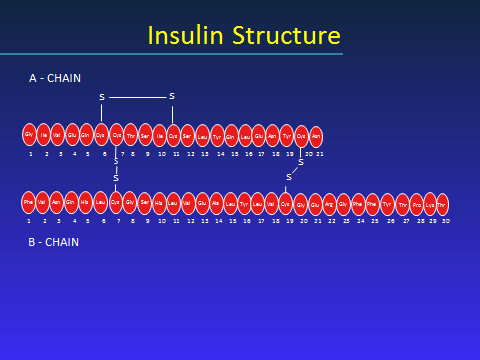 Insulin Structure
A - CHAIN
S S
Gly Ile Val Glu Gln Cys Cys Thr Ser Ile Cys Ser Leu Tyr Gln Leu Glu Asn Tyr Cys Asn
1 2 3 4 5 6 7 8 9 10 11 12 13 14 15 16 17 18 19 20 21
S S
S S
Phe Val Asn Gln His Leu Cys Gly Ser His Leu Val Glu Ala Leu Tyr Leu Val Cys Gly Glu Arg Gly Phe Phe Tyr Thr Pro Lys Thr
1 2 3 4 5 6 7 8 9 10 11 12 13 14 15 16 17 18 19 20 21 22 23 24 25 26 27 28 29 30
B - CHAIN